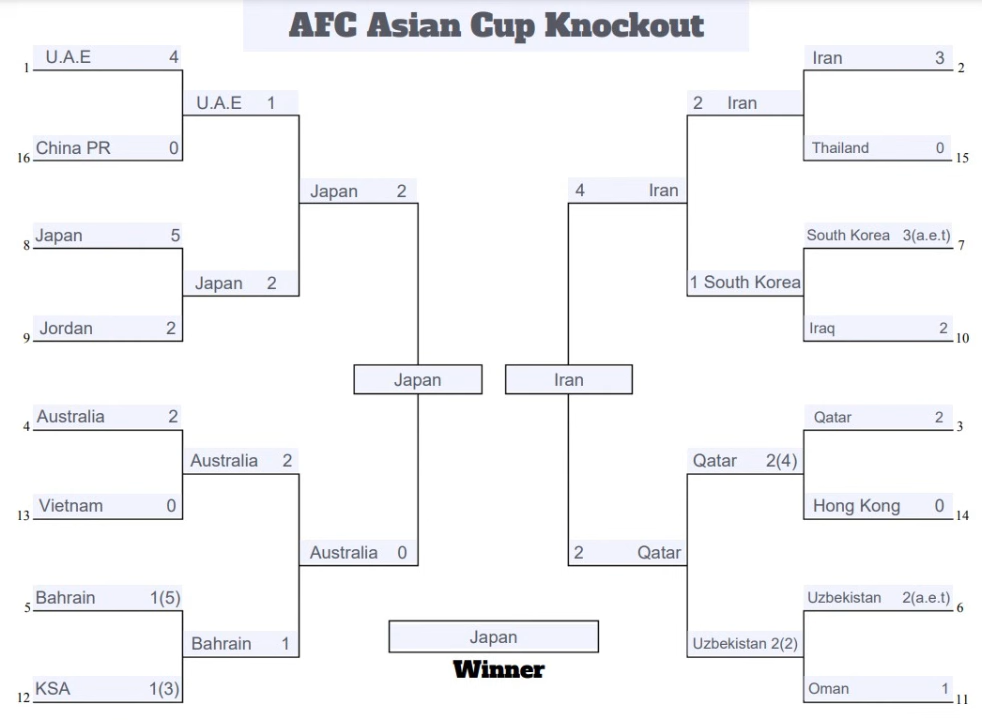 AFC Asian Cup Knockout
1 U.A.E 4
16 China PR 0
8 Japan 5
9 Jordan 2
4 Australia 2
13 Vietnam 0
5 Bahrain 1(5)
12 KSA 1(3)
U.A.E 1
Japan 2
Australia 2
Bahrain 1
Japan 2
Australia 0
Japan
Iran
4 Iran
2 Qatar
2 Iran
1 South Korea
Qatar 2(4)
Uzbekistan 2(2)
Iran 3 2
Thailand 0 15
South Korea 3(a.e.t) 7
Iraq 2 10
Qatar 2 3
Hong Kong 0 14
Uzbekistan 2(a.e.t) 6
Oman 1 11
Japan
Winner